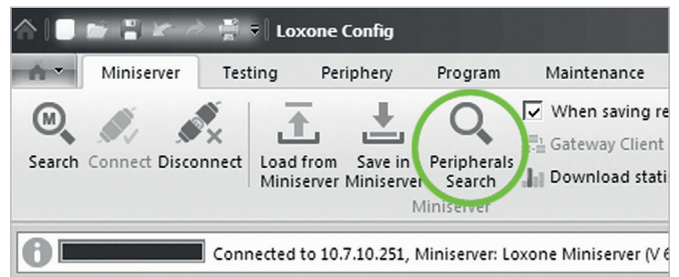 Loxone Config
Miniserver Testing Periphery Program Maintenance
M
Search Connect Disconnect Load from Miniserver Save in Miniserver Peripherals Search
When saving re
Gateway Client
Download stati
Miniserver
Connected to 10.7.10.251, Miniserver: Loxone Miniserver (V 6